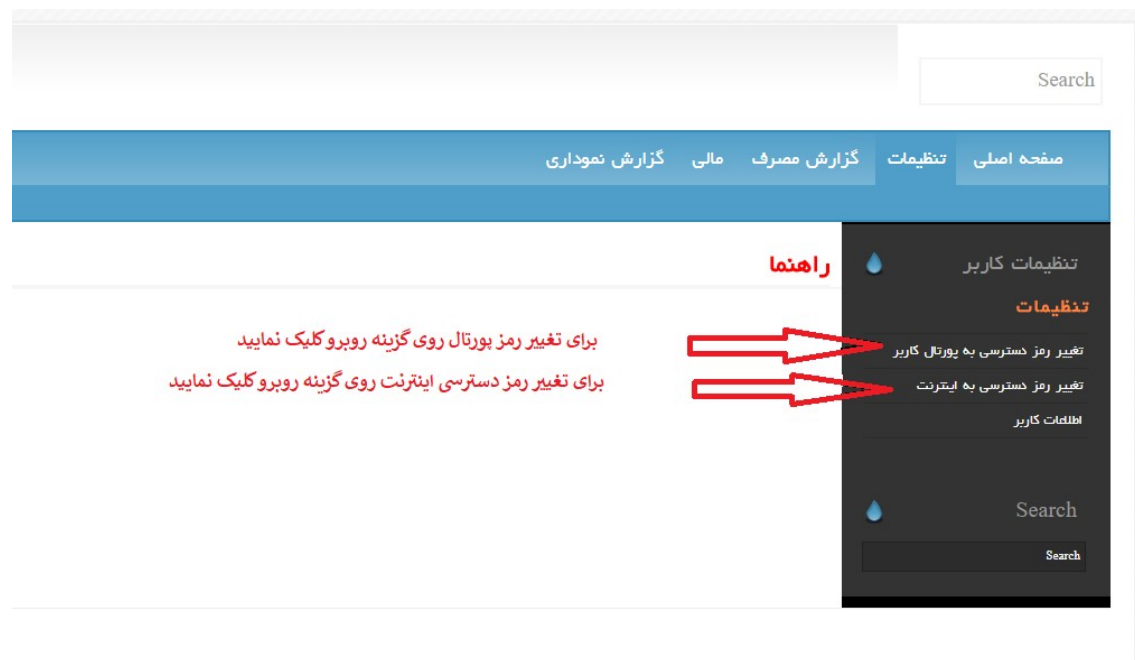 Search
صفحه اصلی تنظیمات گزارش مصرف مالی گزارش نموداری
تنظیمات کاربر
راهنما
تنظیمات
برای تغییر رمز پورتال روی گزینه روبرو کلیک نمایید
تغییر رمز دسترسی به پورتال کاربر
برای تغییر رمز دسترسی اینترنت روی گزینه روبرو کلیک نمایید
تغییر رمز دسترسی به اینترنت
اطلاعات کاربر
Search
Search